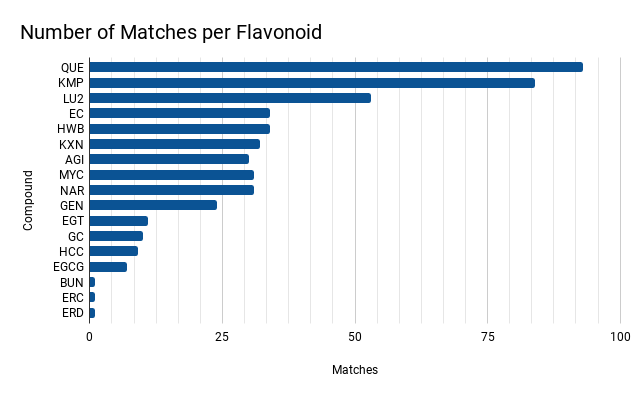 Number of Matches per Flavonoid
Compound
QUE
KMP
LU2
EC
HWB
KXN
AGI
MYC
NAR
GEN
EGT
GC
HCC
EGCG
BUN
ERC
ERD
0 25 50 75 100
Matches